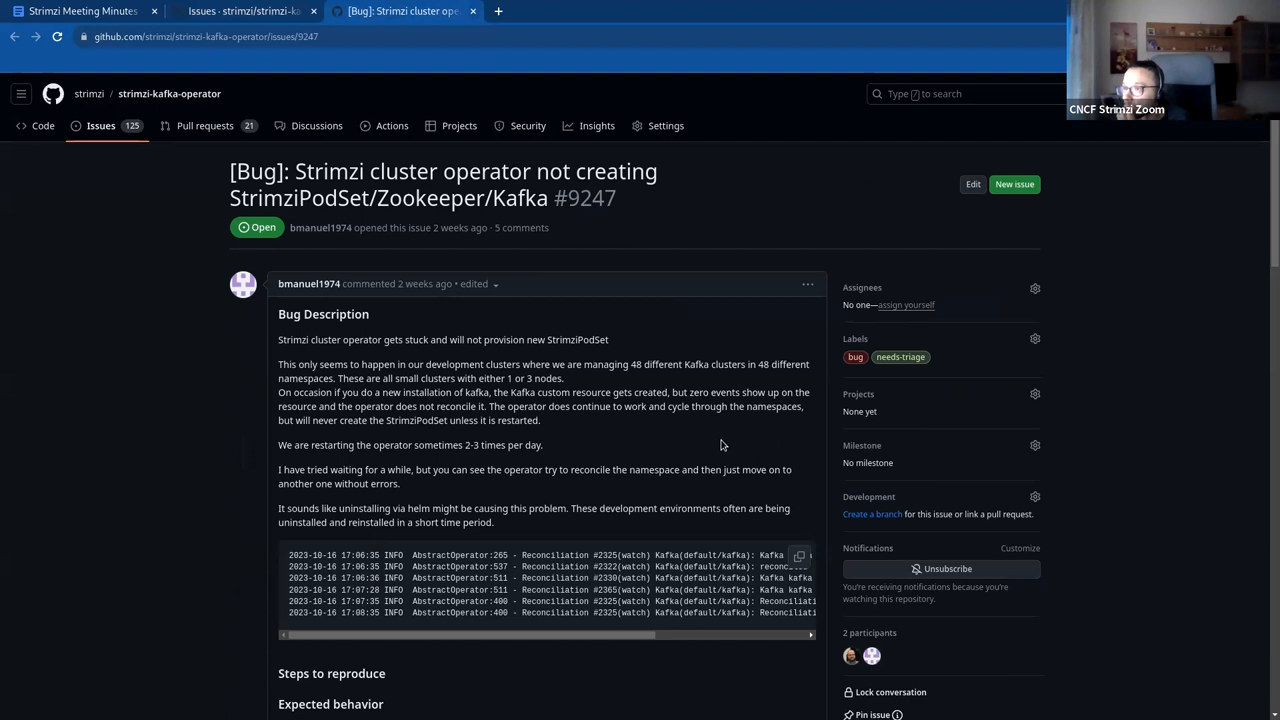 Strimzi Meeting Minutes
Issues · strimzi/strimzi-ka
[Bug]: Strimzi cluster ope
github.com/strimzi/strimzi-kafka-operator/issues/9247
strimzi / strimzi-kafka-operator
Type / to search
CNCF Strimzi Zoom
Code
Issues 125
Pull requests 21
Discussions
Actions
Projects
Security
Insights
Settings
[Bug]: Strimzi cluster operator not creating
StrimziPodSet/Zookeeper/Kafka #9247
Edit
New issue
Open
bmanuel1974 opened this issue 2 weeks ago · 5 comments
bmanuel1974 commented 2 weeks ago • edited
Bug Description
Strimzi cluster operator gets stuck and will not provision new StrimziPodSet
This only seems to happen in our development clusters where we are managing 48 different Kafka clusters in 48 different
namespaces. These are all small clusters with either 1 or 3 nodes.
On occasion if you do a new installation of kafka, the Kafka custom resource gets created, but zero events show up on the
resource and the operator does not reconcile it. The operator does continue to work and cycle through the namespaces,
but will never create the StrimziPodSet unless it is restarted.
We are restarting the operator sometimes 2-3 times per day.
I have tried waiting for a while, but you can see the operator try to reconcile the namespace and then just move on to
another one without errors.
It sounds like uninstalling via helm might be causing this problem. These development environments often are being
uninstalled and reinstalled in a short time period.
2023-10-16 17:06:35 INFO AbstractOperator:265 - Reconciliation #2325(watch) Kafka(default/kafka): Kafka
2023-10-16 17:06:35 INFO AbstractOperator:537 - Reconciliation #2322(watch) Kafka(default/kafka):
2023-10-16 17:06:36 INFO AbstractOperator:511 - Reconciliation #2330(watch) Kafka(default/kafka): Kafka kafka
2023-10-16 17:07:28 INFO AbstractOperator:511 - Reconciliation #2365(watch) Kafka(default/kafka): Kafka kafka
2023-10-16 17:07:35 INFO AbstractOperator:400 - Reconciliation #2325(watch) Kafka(default/kafka): Reconciliati
2023-10-16 17:08:35 INFO AbstractOperator:400 - Reconciliation #2325(watch) Kafka(default/kafka): Reconciliati
Steps to reproduce
Expected behavior
Assignees
No one—assign yourself
Labels
bug needs-triage
Projects
None yet
Milestone
No milestone
Development
Create a branch for this issue or link a pull request.
Notifications Customize
Unsubscribe
You're receiving notifications because you're
watching this repository.
2 participants
Lock conversation
Pin issue